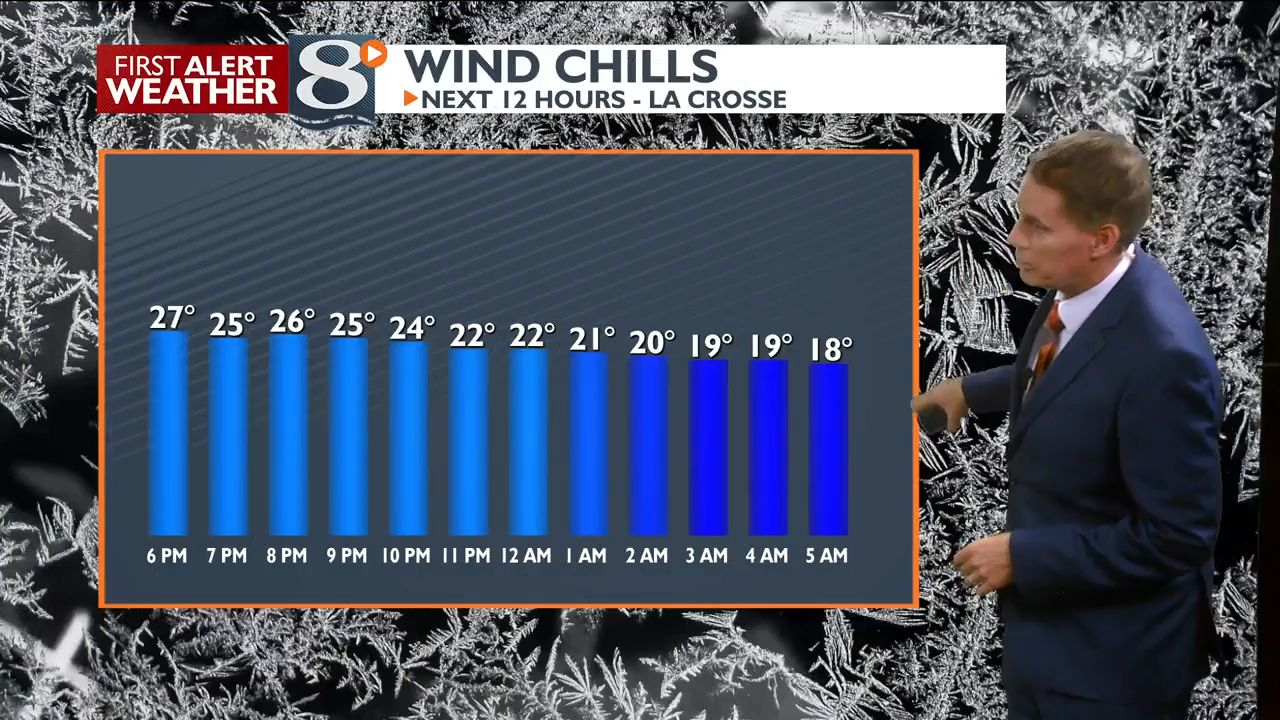 FIRST ALERT
WEATHER
8
WIND CHILLS
NEXT 12 HOURS - LA CROSSE
27° 25° 26° 25° 24° 22° 22° 21° 20° 19° 19° 18°
6 PM 7 PM 8 PM 9 PM 10 PM 11 PM 12 AM 1 AM 2 AM 3 AM 4 AM 5 AM